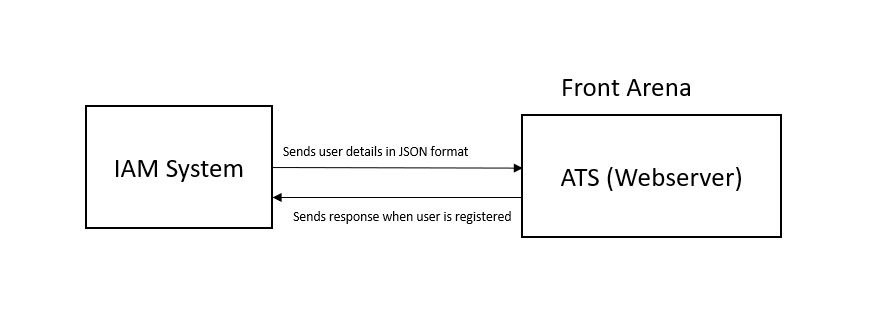 Front Arena
IAM System
Sends user details in JSON format
ATS (Webserver)
Sends response when user is registered